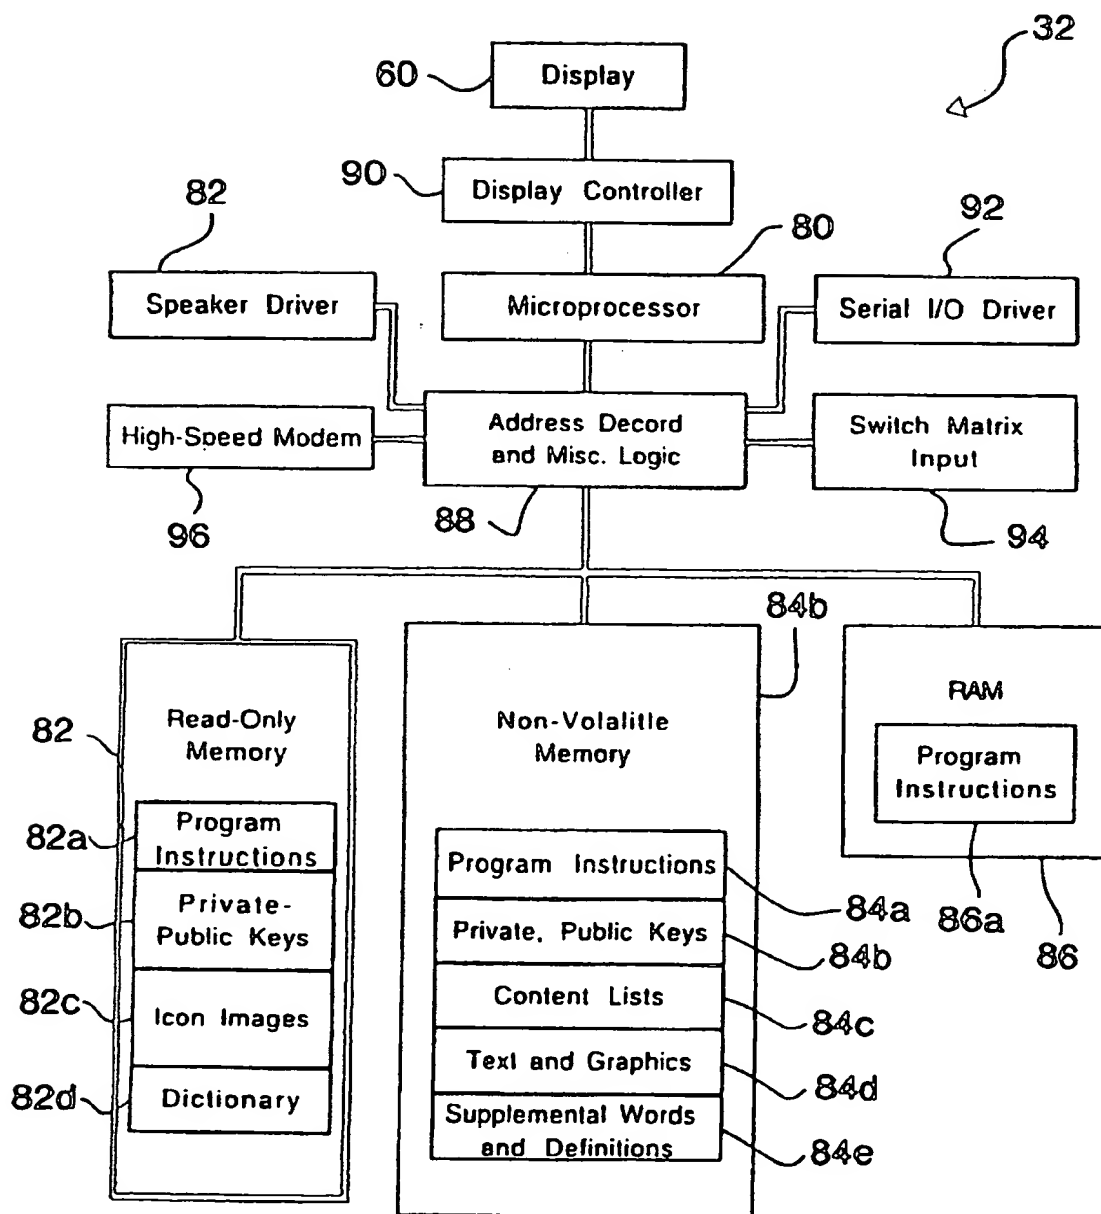 32
60
Display
90
Display Controller
82
80
92
Speaker Driver
Microprocessor
Serial I/O Driver
High-Speed Modem
Address Decord
and Misc. Logic
Switch Matrix
Input
96
88
94
84b
82
Read-Only
Memory
Non-Volalitle
Memory
RAM
Program
Instructions
82a
Program
Instructions
82b
Private-
Public Keys
82c
Icon Images
82d
Dictionary
Program Instructions
84a
Private, Public Keys
84b
Content Lists
84c
Text and Graphics
84d
Supplemental Words
and Definitions
84e
86a
86